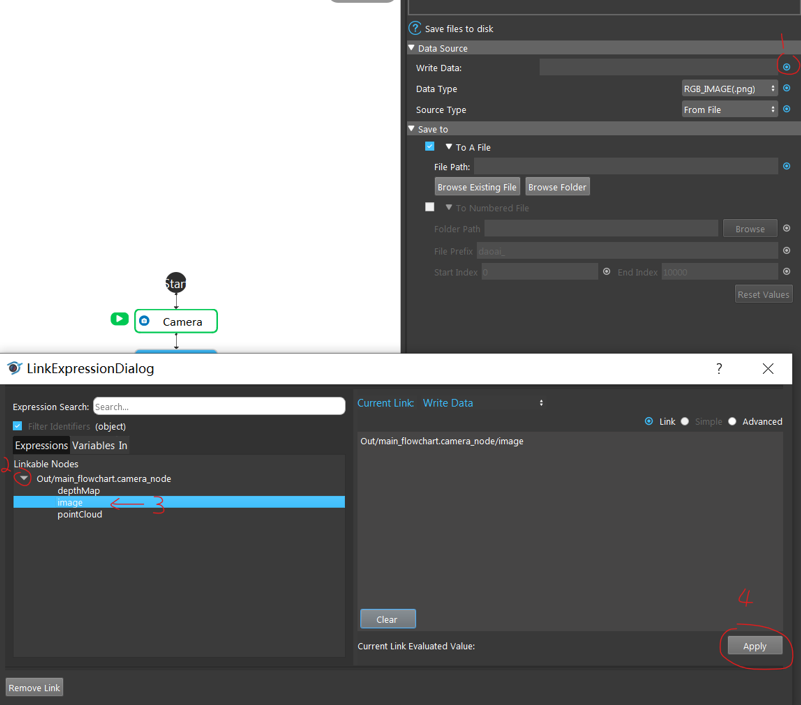 Save files to disk
Data Source
1
Write Data:
Data Type
RGB_IMAGE(.png)
Source Type
From File
Save to
To A File
File Path:
Browse Existing File
Browse Folder
To Numbered File
Folder Path
Browse
File Prefix
daoai_
Start Index
0
End Index
10000
Reset Values
Start
Camera
LinkExpressionDialog
?
Expression Search:
Search...
Filter Identifiers
(object)
Expressions
Variables In
Linkable Nodes
2
Out/main_flowchart.camera_node
depthMap
image
3
pointCloud
Current Link:
Write Data
Link
Simple
Advanced
Out/main_flowchart.camera_node/image
Clear
4
Current Link Evaluated Value:
Apply
Remove Link